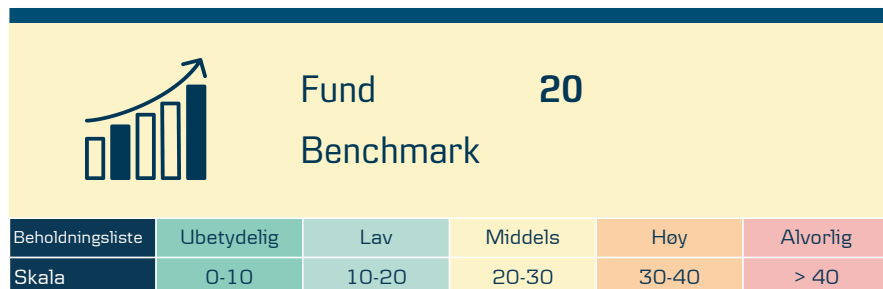 Fund 20
Benchmark
Beholdningsliste Ubetydelig Lav Middels Høy Alvorlig
Skala 0-10 10-20 20-30 30-40 > 40